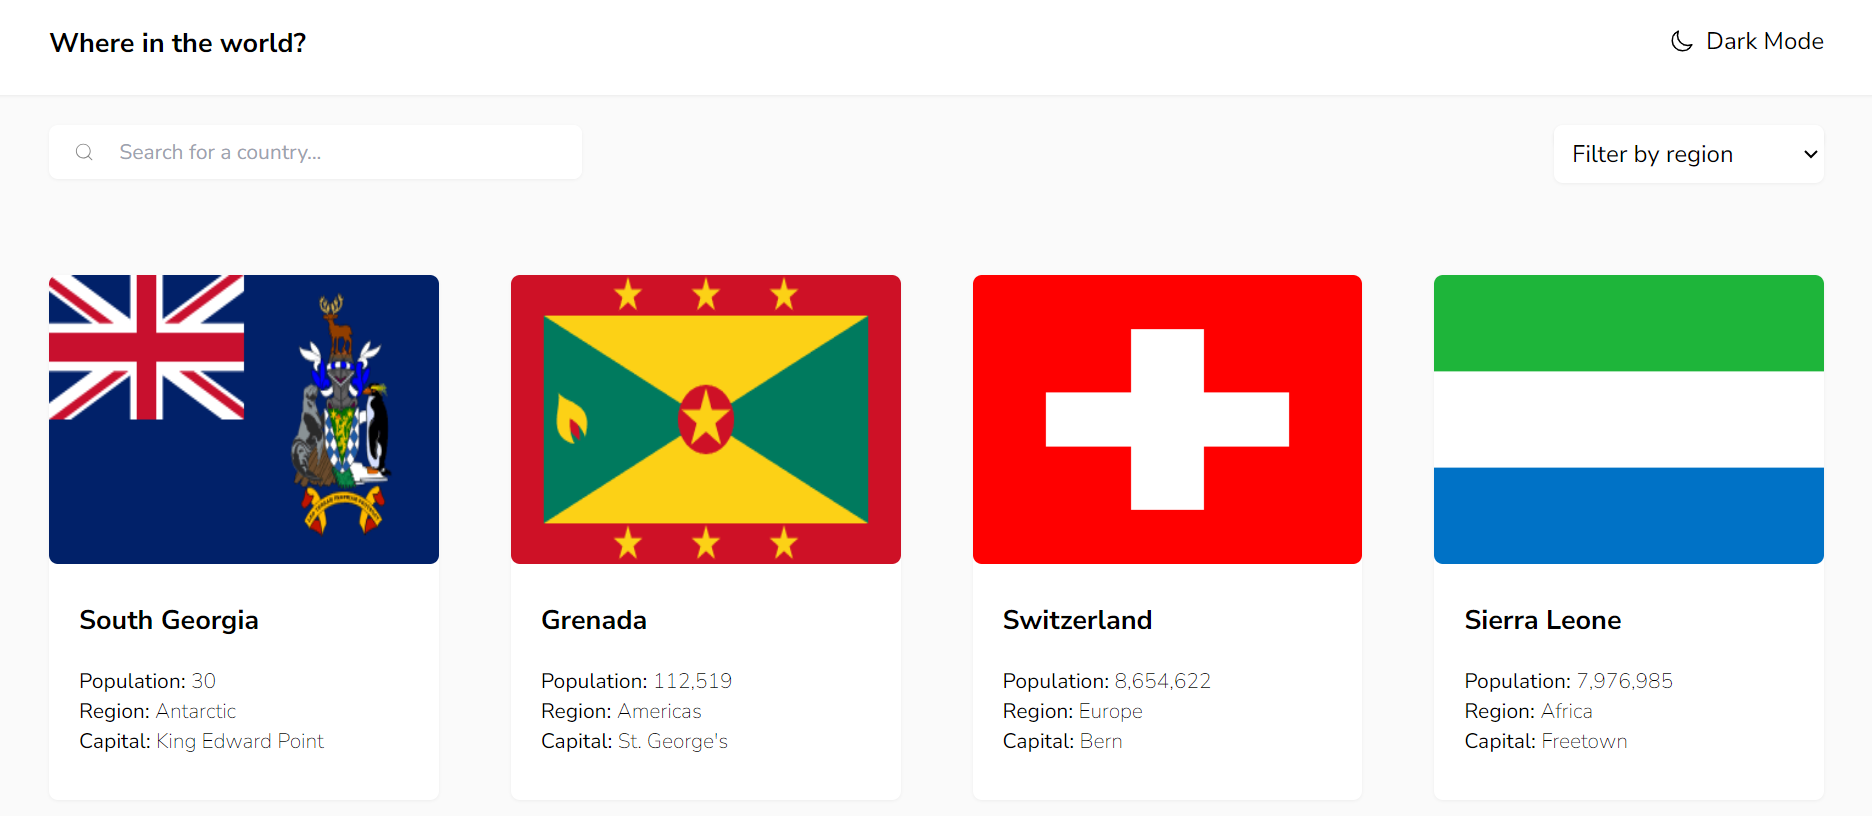 Where in the world?
Dark Mode
Search for a country...
Filter by region
South Georgia
Population: 30
Region: Antarctic
Capital: King Edward Point
Grenada
Population: 112,519
Region: Americas
Capital: St. George's
Switzerland
Population: 8,654,622
Region: Europe
Capital: Bern
Sierra Leone
Population: 7,976,985
Region: Africa
Capital: Freetown